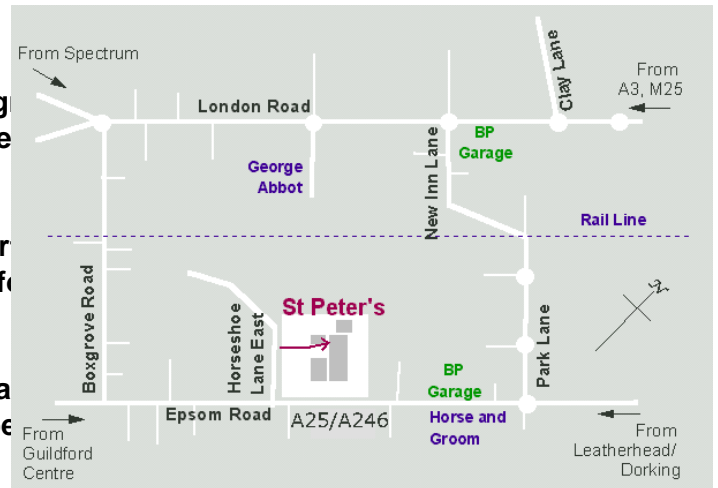 From Spectrum
London Road
Clay Lane
From
A3, M25
BP
Garage
George
Abbot
New Inn Lane
Rail Line
Boxgrove Road
Horseshoe
Lane East
St Peter's
N
Park Lane
BP
Garage
Epsom Road
A25/A246
Horse and
Groom
From
Guildford
Centre
From
Leatherhead/
Dorking